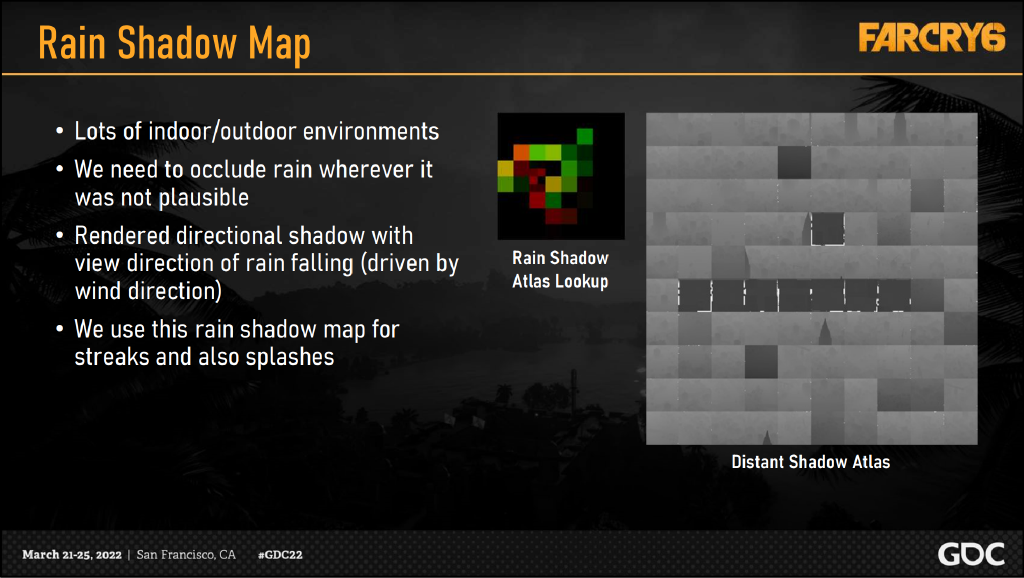 Rain Shadow Map
FARCRY6
• Lots of indoor/outdoor environments
• We need to occlude rain wherever it
was not plausible
• Rendered directional shadow with
view direction of rain falling (driven by
wind direction)
• We use this rain shadow map for
streaks and also splashes
Rain Shadow
Atlas Lookup
Distant Shadow Atlas
March 21-25, 2022 | San Francisco, CA #GDC22
GDC